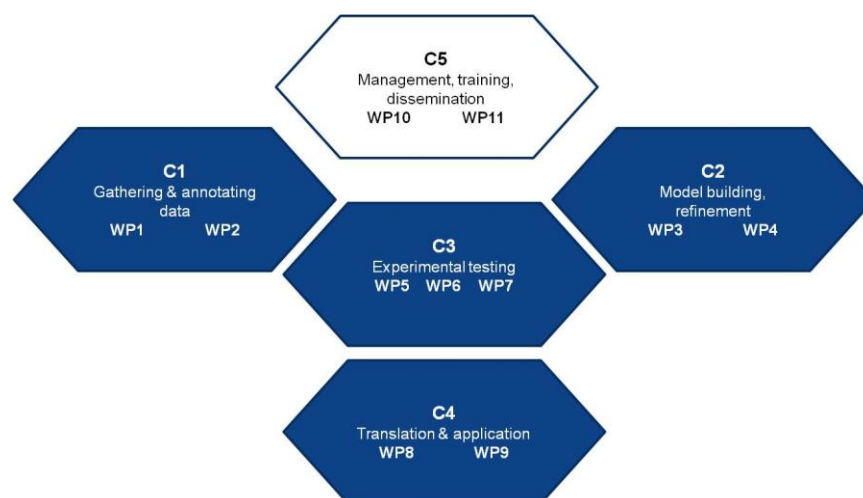 C5
Management, training,
dissemination
WP10 WP11
C1
Gathering & annotating
data
WP1 WP2
C2
Model building,
refinement
WP3 WP4
C3
Experimental testing
WP5 WP6 WP7
C4
Translation & application
WP8 WP9